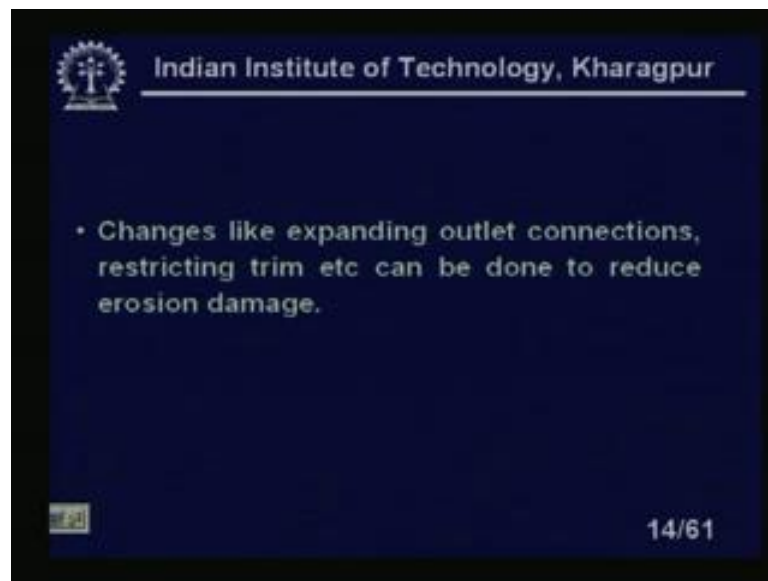 Indian Institute of Technology, Kharagpur
• Changes like expanding outlet connections,
restricting trim etc can be done to reduce
erosion damage.
14/61